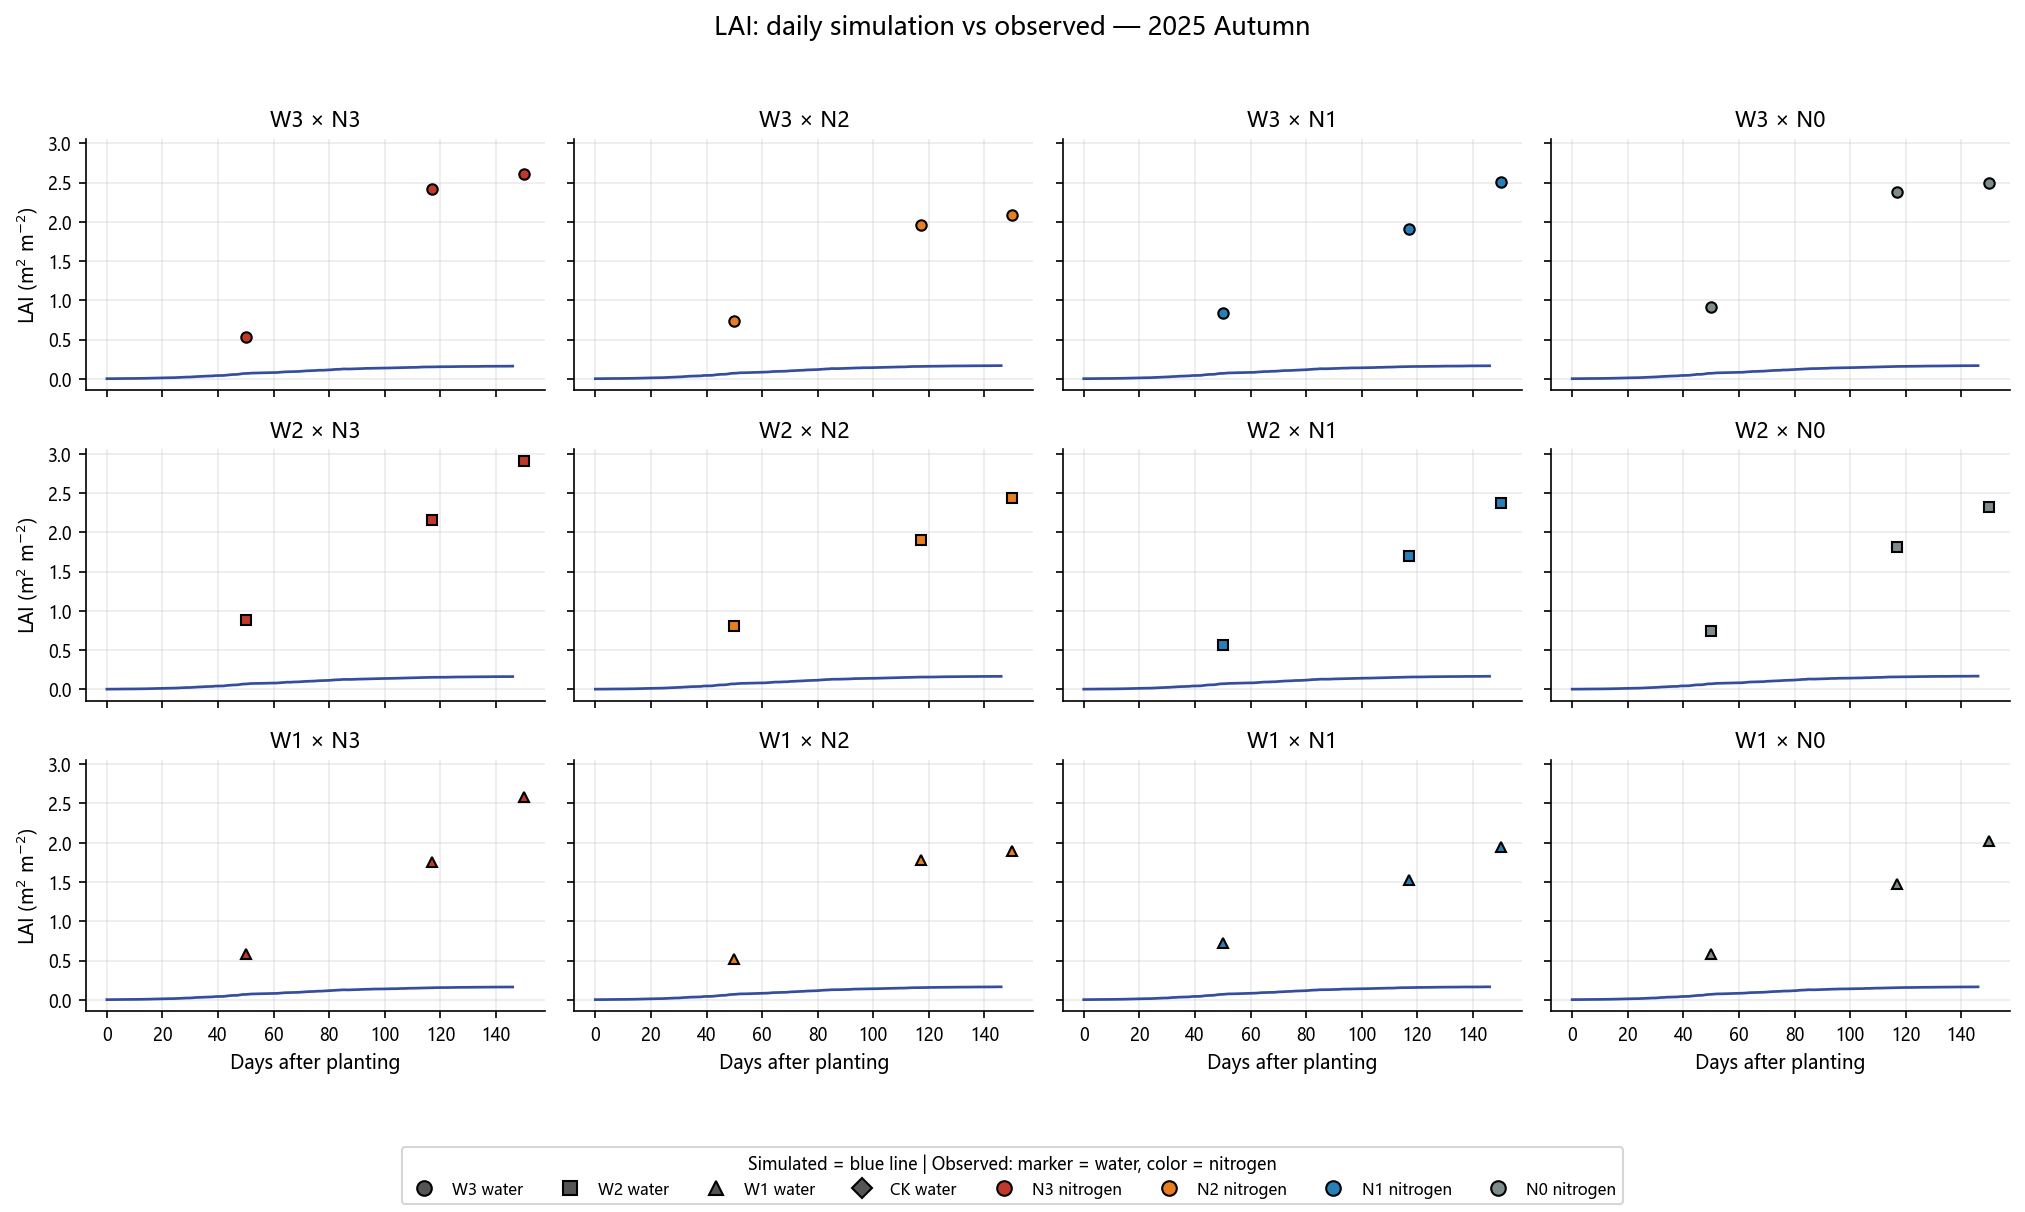 LAI: daily simulation vs observed — 2025 Autumn
W3 × N3
W3 × N2
W3 × N1
W3 × N0
3.0
2.5
2.0
1.5
1.0
0.5
0.0
LAI (m² m⁻²)
W2 × N3
W2 × N2
W2 × N1
W2 × N0
3.0
2.5
2.0
1.5
1.0
0.5
0.0
LAI (m² m⁻²)
W1 × N3
W1 × N2
W1 × N1
W1 × N0
3.0
2.5
2.0
1.5
1.0
0.5
0.0
LAI (m² m⁻²)
0 20 40 60 80 100 120 140
0 20 40 60 80 100 120 140
0 20 40 60 80 100 120 140
0 20 40 60 80 100 120 140
Days after planting
Days after planting
Days after planting
Days after planting
Simulated = blue line | Observed: marker = water, color = nitrogen
W3 water W2 water W1 water CK water N3 nitrogen N2 nitrogen N1 nitrogen N0 nitrogen